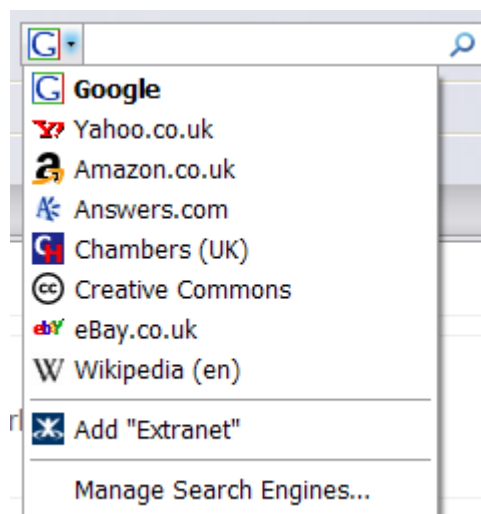 Google
Yahoo.co.uk
Amazon.co.uk
Answers.com
Chambers (UK)
Creative Commons
eBay.co.uk
Wikipedia (en)
Add "Extranet"
Manage Search Engines...